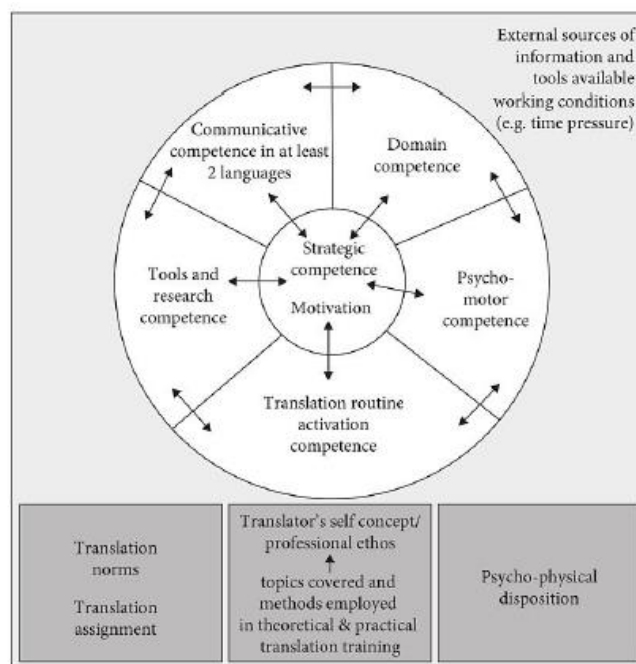 External sources of
information and
tools available
working conditions
(e.g. time pressure)
Communicative
competence in at least
2 languages
Domain
competence
Strategic
competence
Motivation
Tools and
research
competence
Psycho-
motor
competence
Translation routine
activation
competence
Translation
norms
Translation
assignment
Translator's self concept/
professional ethos
topics covered and
methods employed
in theoretical & practical
translation training
Psycho-physical
disposition